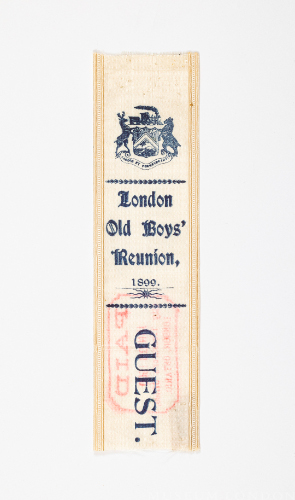 London
Old Boys'
Reunion,
1899.
GUEST.
PAID